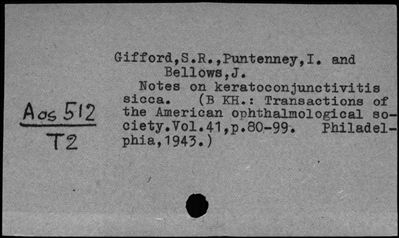 Gifford,S.R.,Puntenney,I. and
Bellows,J.
Notes on keratoconjunctivitis
sicca. (B KH.: Transactions of
the American ophthalmological so-
ciety.Vol.41,p.80-99. Philadel-
phia,1943.)
Aos 512
T2